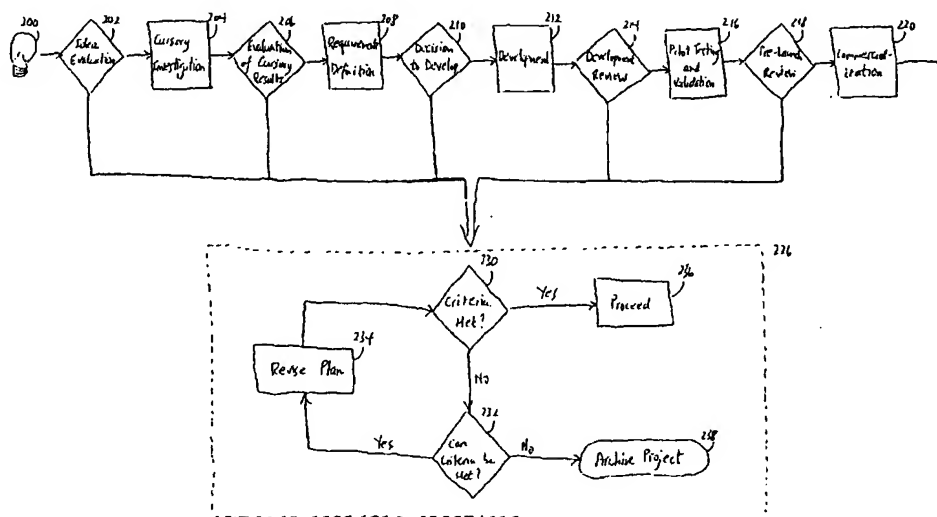 200
202
Idea
Evaluation
204
Cursory
Investigation
206
Evaluation
of Cursory
Results
208
Requirement
Definition
210
Decision
to Develop
212
Development
214
Development
Review
216
Pilot Testing
and
Validation
218
Pre-Launch
Review
220
Commercial-
ization
226
230
Criteria
Met?
Yes
236
Proceed
234
Revise Plan
No
232
Can
Criteria be
Met?
Yes
No
238
Archive Project